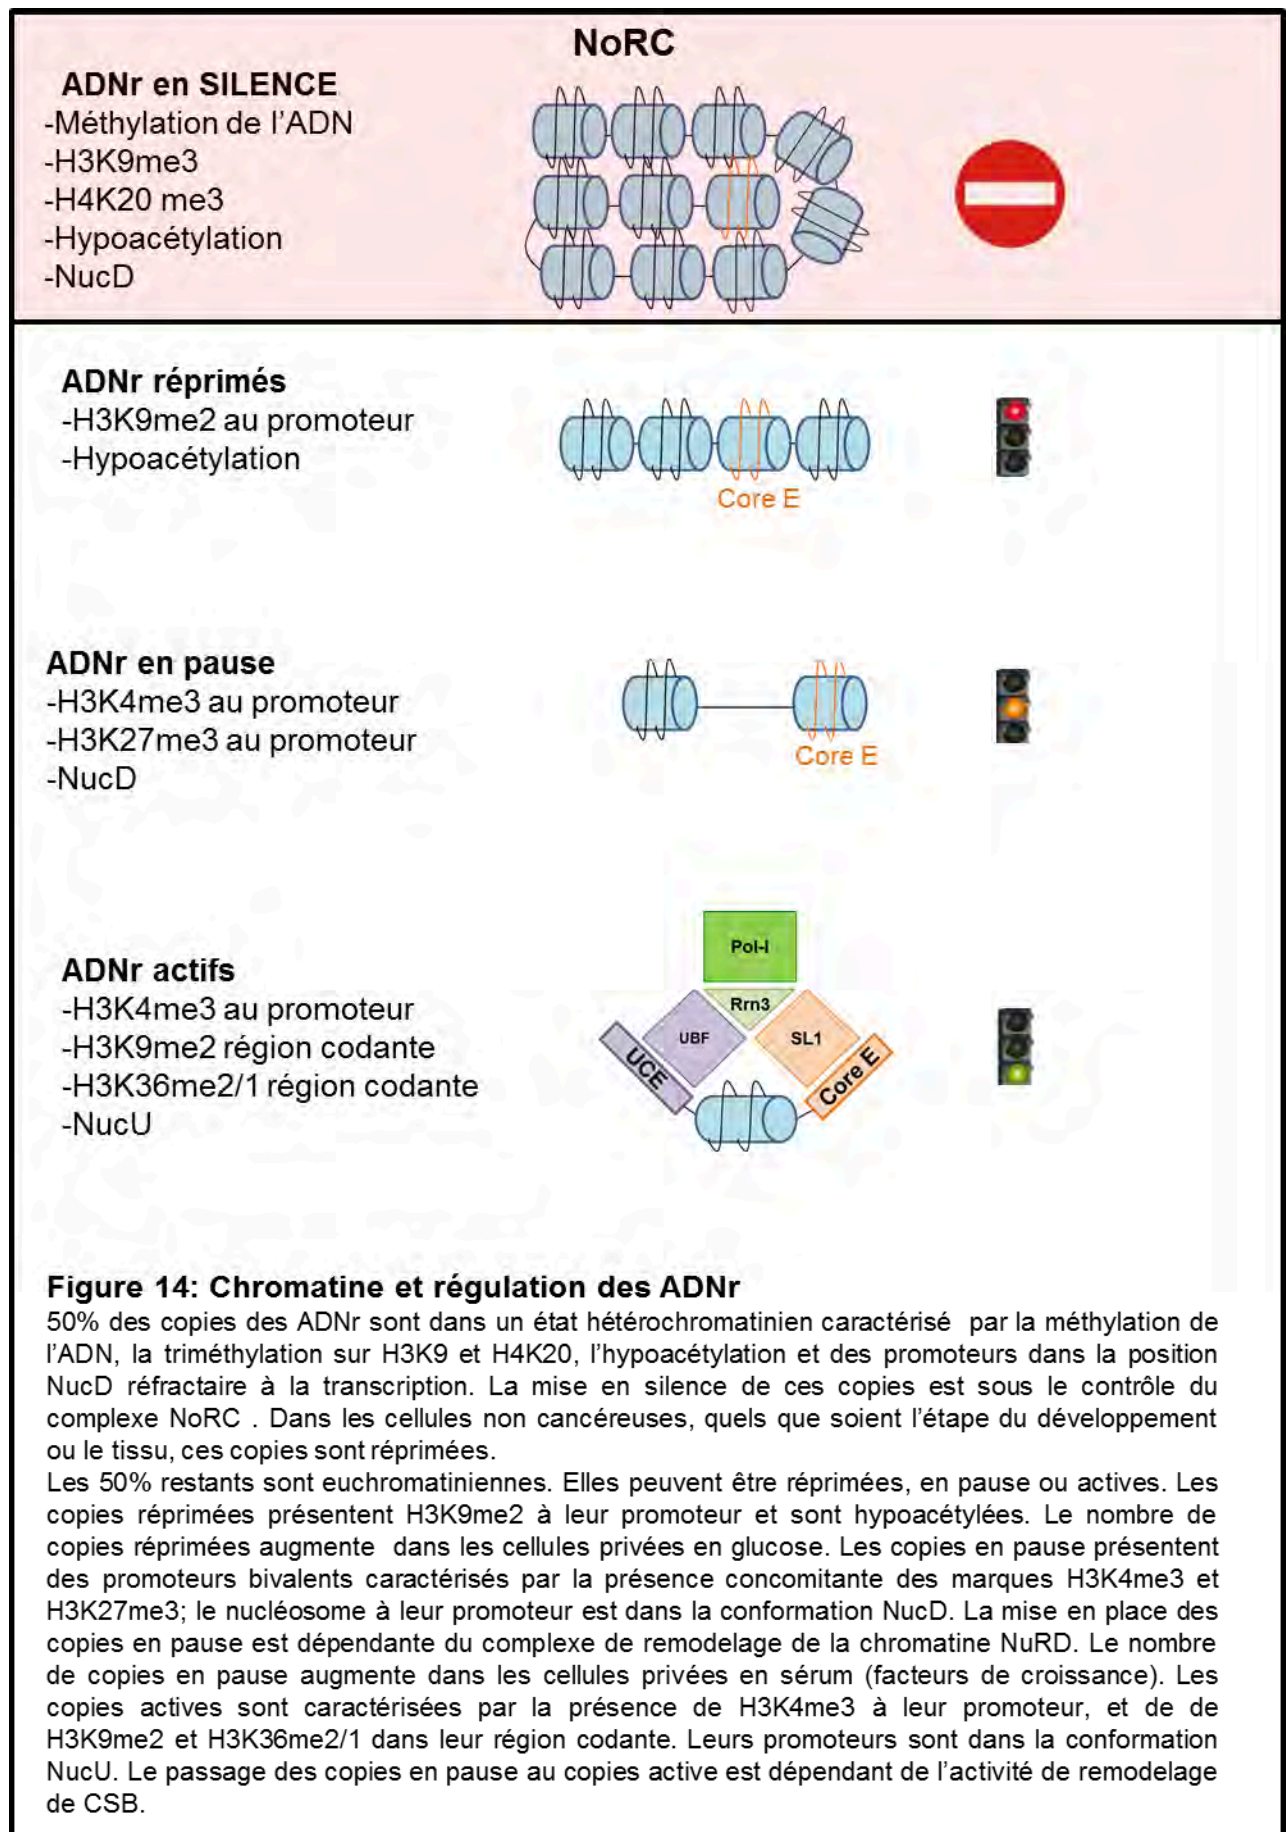 NoRC
ADNr en SILENCE
-Méthylation de l'ADN
-H3K9me3
-H4K20 me3
-Hypoacétylation
-NucD
ADNr réprimés
-H3K9me2 au promoteur
-Hypoacétylation
Core E
ADNr en pause
-H3K4me3 au promoteur
-H3K27me3 au promoteur
-NucD
Core E
ADNr actifs
-H3K4me3 au promoteur
-H3K9me2 région codante
-H3K36me2/1 région codante
-NucU
Pol-I
Rrn3
UBF
SL1
UCE
Core E
Figure 14: Chromatine et régulation des ADNr
50% des copies des ADNr sont dans un état hétérochromatinien caractérisé par la méthylation de
l'ADN, la triméthylation sur H3K9 et H4K20, l'hypoacétylation et des promoteurs dans la position
NucD réfractaire à la transcription. La mise en silence de ces copies est sous le contrôle du
complexe NoRC . Dans les cellules non cancéreuses, quels que soient l'étape du développement
ou le tissu, ces copies sont réprimées.
Les 50% restants sont euchromatiniennes. Elles peuvent être réprimées, en pause ou actives. Les
copies réprimées présentent H3K9me2 à leur promoteur et sont hypoacétylées. Le nombre de
copies réprimées augmente dans les cellules privées en glucose. Les copies en pause présentent
des promoteurs bivalents caractérisés par la présence concomitante des marques H3K4me3 et
H3K27me3; le nucléosome à leur promoteur est dans la conformation NucD. La mise en place des
copies en pause est dépendante du complexe de remodelage de la chromatine NuRD. Le nombre
de copies en pause augmente dans les cellules privées en sérum (facteurs de croissance). Les
copies actives sont caractérisées par la présence de H3K4me3 à leur promoteur, et de de
H3K9me2 et H3K36me2/1 dans leur région codante. Leurs promoteurs sont dans la conformation
NucU. Le passage des copies en pause au copies active est dépendant de l'activité de remodelage
de CSB.